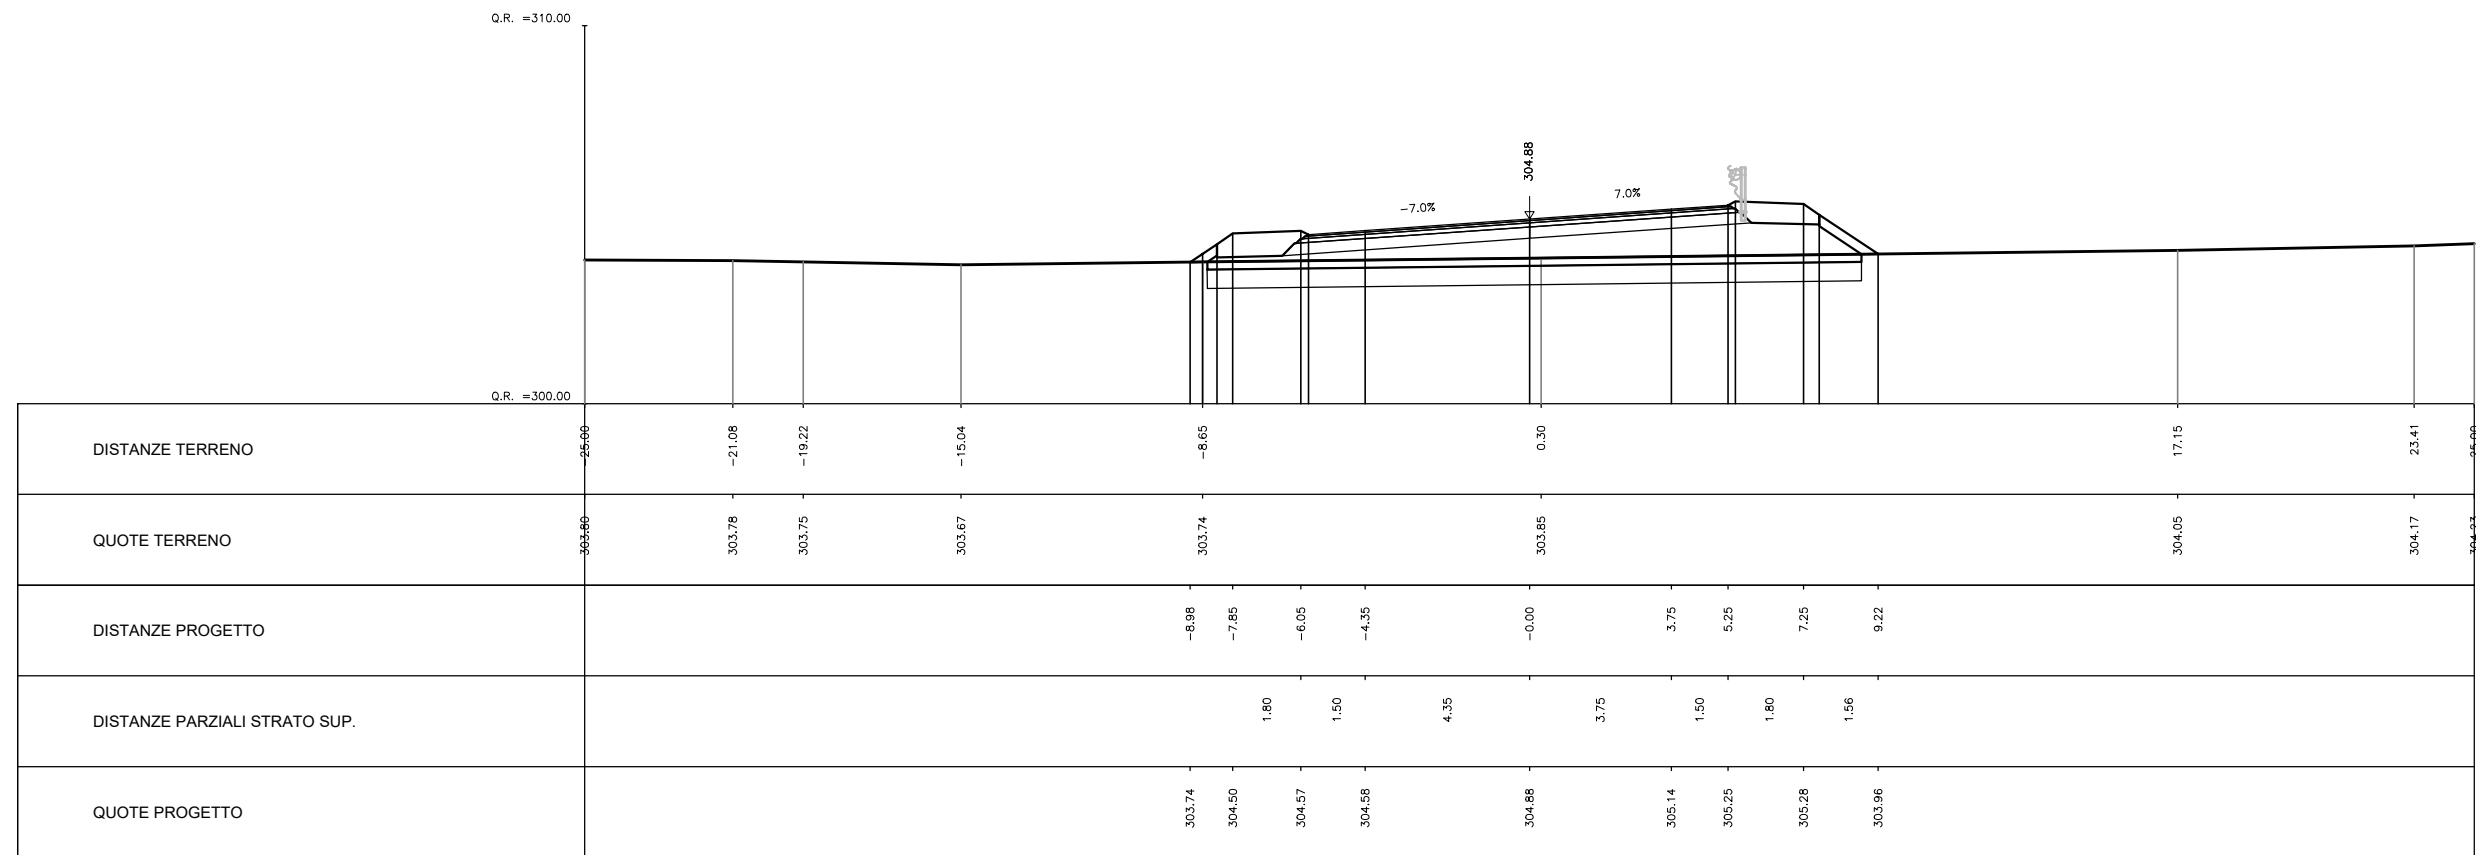 Q.R. =310.00
304.88
-7.0%
7.0%
Q.R. =300.00
DISTANZE TERRENO
-25.00 -21.08 -19.22 -15.04 -8.65 0.30 17.15 23.41 25.00
QUOTE TERRENO
303.80 303.78 303.75 303.67 303.74 303.85 304.05 304.17 304.23
DISTANZE PROGETTO
-8.98 -7.85 -6.05 -4.35 -0.00 3.75 5.25 7.25 9.22
DISTANZE PARZIALI STRATO SUP.
1.80 1.50 4.35 3.75 1.50 1.80 1.56
QUOTE PROGETTO
303.74 304.50 304.57 304.58 304.88 305.14 305.25 305.28 303.96